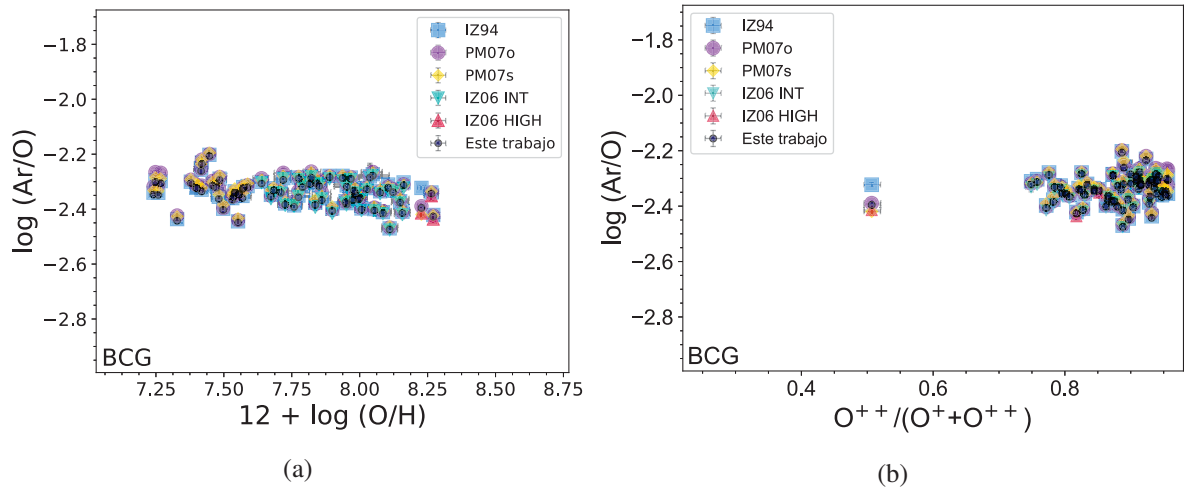 −1.8
−2.0
−2.2
−2.4
−2.6
−2.8
log (Ar/O)
IZ94
PM07o
PM07s
IZ06 INT
IZ06 HIGH
Este trabajo
BCG
7.25 7.50 7.75 8.00 8.25 8.50 8.75
12 + log (O/H)
(a)
−1.8
−2.0
−2.2
−2.4
−2.6
−2.8
log (Ar/O)
IZ94
PM07o
PM07s
IZ06 INT
IZ06 HIGH
Este trabajo
BCG
0.4 0.6 0.8
O⁺⁺/(O⁺+O⁺⁺)
(b)